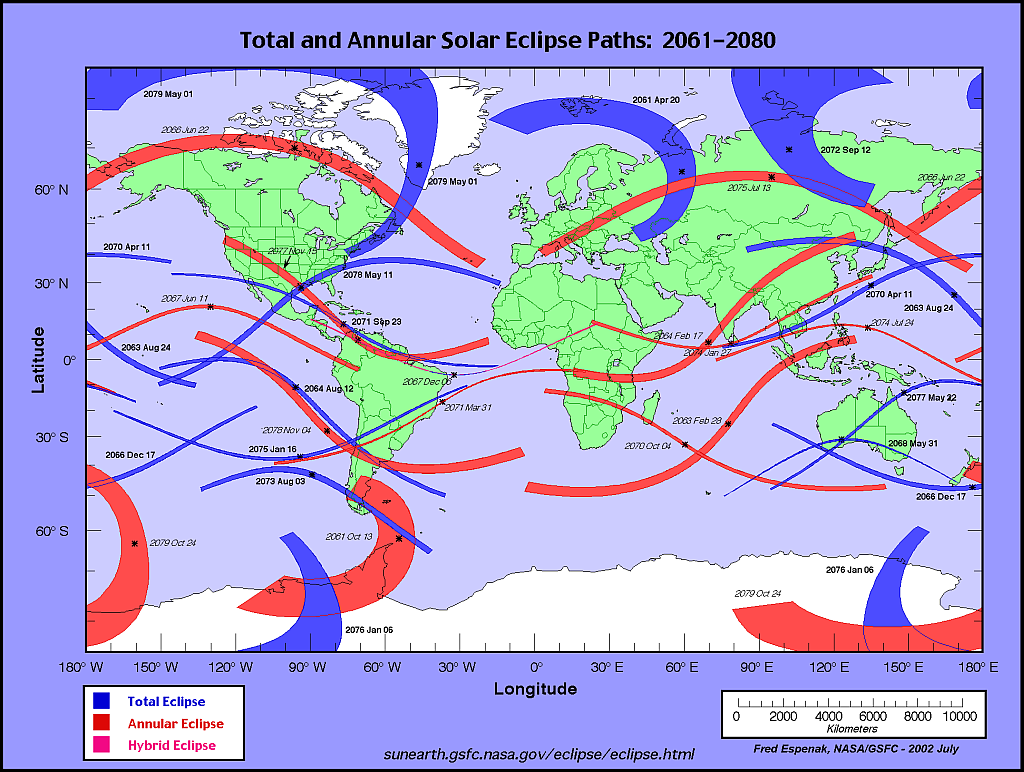 Total and Annular Solar Eclipse Paths: 2061–2080
2079 May 01
2061 Apr 20
2066 Jun 22
2072 Sep 12
2079 May 01
2075 Jul 13
2066 Jun 22
60° N
2070 Apr 11
2077 Nov 15
2078 May 11
30° N
2067 Jun 11
2070 Apr 11
2063 Aug 24
2071 Sep 23
2074 Jul 24
2063 Aug 24
2064 Feb 17
2074 Jan 27
0°
Latitude
2067 Dec 06
2064 Aug 12
2077 May 22
2071 Mar 31
2063 Feb 28
2078 Nov 04
2070 Oct 04
2068 May 31
30° S
2075 Jan 16
2066 Dec 17
2073 Aug 03
2066 Dec 17
60° S
2079 Oct 24
2061 Oct 13
2076 Jan 06
2079 Oct 24
2076 Jan 06
180° W 150° W 120° W 90° W 60° W 30° W 0° 30° E 60° E 90° E 120° E 150° E 180° E
Longitude
Total Eclipse
Annular Eclipse
Hybrid Eclipse
0 2000 4000 6000 8000 10000
Kilometers
sunearth.gsfc.nasa.gov/eclipse/eclipse.html
Fred Espenak, NASA/GSFC - 2002 July